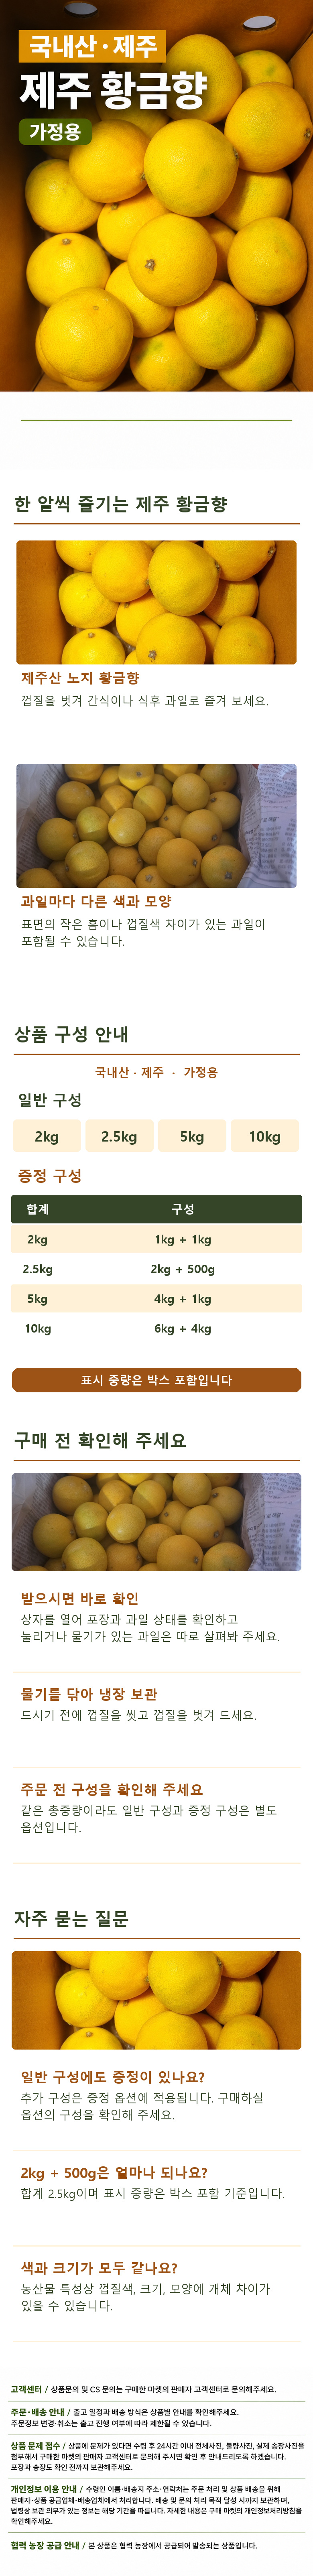 국내산 · 제주
제주 황금향
가정용
한 알씩 즐기는 제주 황금향
제주산 노지 황금향
껍질을 벗겨 간식이나 식후 과일로 즐겨 보세요.
과일마다 다른 색과 모양
표면의 작은 흠이나 껍질색 차이가 있는 과일이
포함될 수 있습니다.
상품 구성 안내
국내산 · 제주 · 가정용
일반 구성
2kg 2.5kg 5kg 10kg
증정 구성
합계 구성
2kg 1kg + 1kg
2.5kg 2kg + 500g
5kg 4kg + 1kg
10kg 6kg + 4kg
표시 중량은 박스 포함입니다
구매 전 확인해 주세요
받으시면 바로 확인
상자를 열어 포장과 과일 상태를 확인하고
눌리거나 물기가 있는 과일은 따로 살펴봐 주세요.
물기를 닦아 냉장 보관
드시기 전에 껍질을 씻고 껍질을 벗겨 드세요.
주문 전 구성을 확인해 주세요
같은 총중량이라도 일반 구성과 증정 구성은 별도
옵션입니다.
자주 묻는 질문
일반 구성에도 증정이 있나요?
추가 구성은 증정 옵션에 적용됩니다. 구매하실
옵션의 구성을 확인해 주세요.
2kg + 500g은 얼마나 되나요?
합계 2.5kg이며 표시 중량은 박스 포함 기준입니다.
색과 크기가 모두 같나요?
농산물 특성상 껍질색, 크기, 모양에 개체 차이가
있을 수 있습니다.
고객센터 / 상품문의 및 CS 문의는 구매한 마켓의 판매자 고객센터로 문의해주세요.
주문·배송 안내 / 출고 일정과 배송 방식은 상품별 안내를 확인해주세요.
주문정보 변경·취소는 출고 진행 여부에 따라 제한될 수 있습니다.
상품 문제 접수 / 상품에 문제가 있다면 수령 후 24시간 이내 전체사진, 불량사진, 실제 송장사진을
첨부해서 구매한 마켓의 판매자 고객센터로 문의해 주시면 확인 후 안내드리도록 하겠습니다.
포장과 송장도 확인 전까지 보관해주세요.
개인정보 이용 안내 / 수령인 이름·배송지 주소·연락처는 주문 처리 및 상품 배송을 위해
판매자·상품 공급업체·배송업체에서 처리합니다. 배송 및 문의 처리 목적 달성 시까지 보관하며,
법령상 보관 의무가 있는 정보는 해당 기간을 따릅니다. 자세한 내용은 구매 마켓의 개인정보처리방침을
확인해주세요.
협력 농장 공급 안내 / 본 상품은 협력 농장에서 공급되어 발송되는 상품입니다.